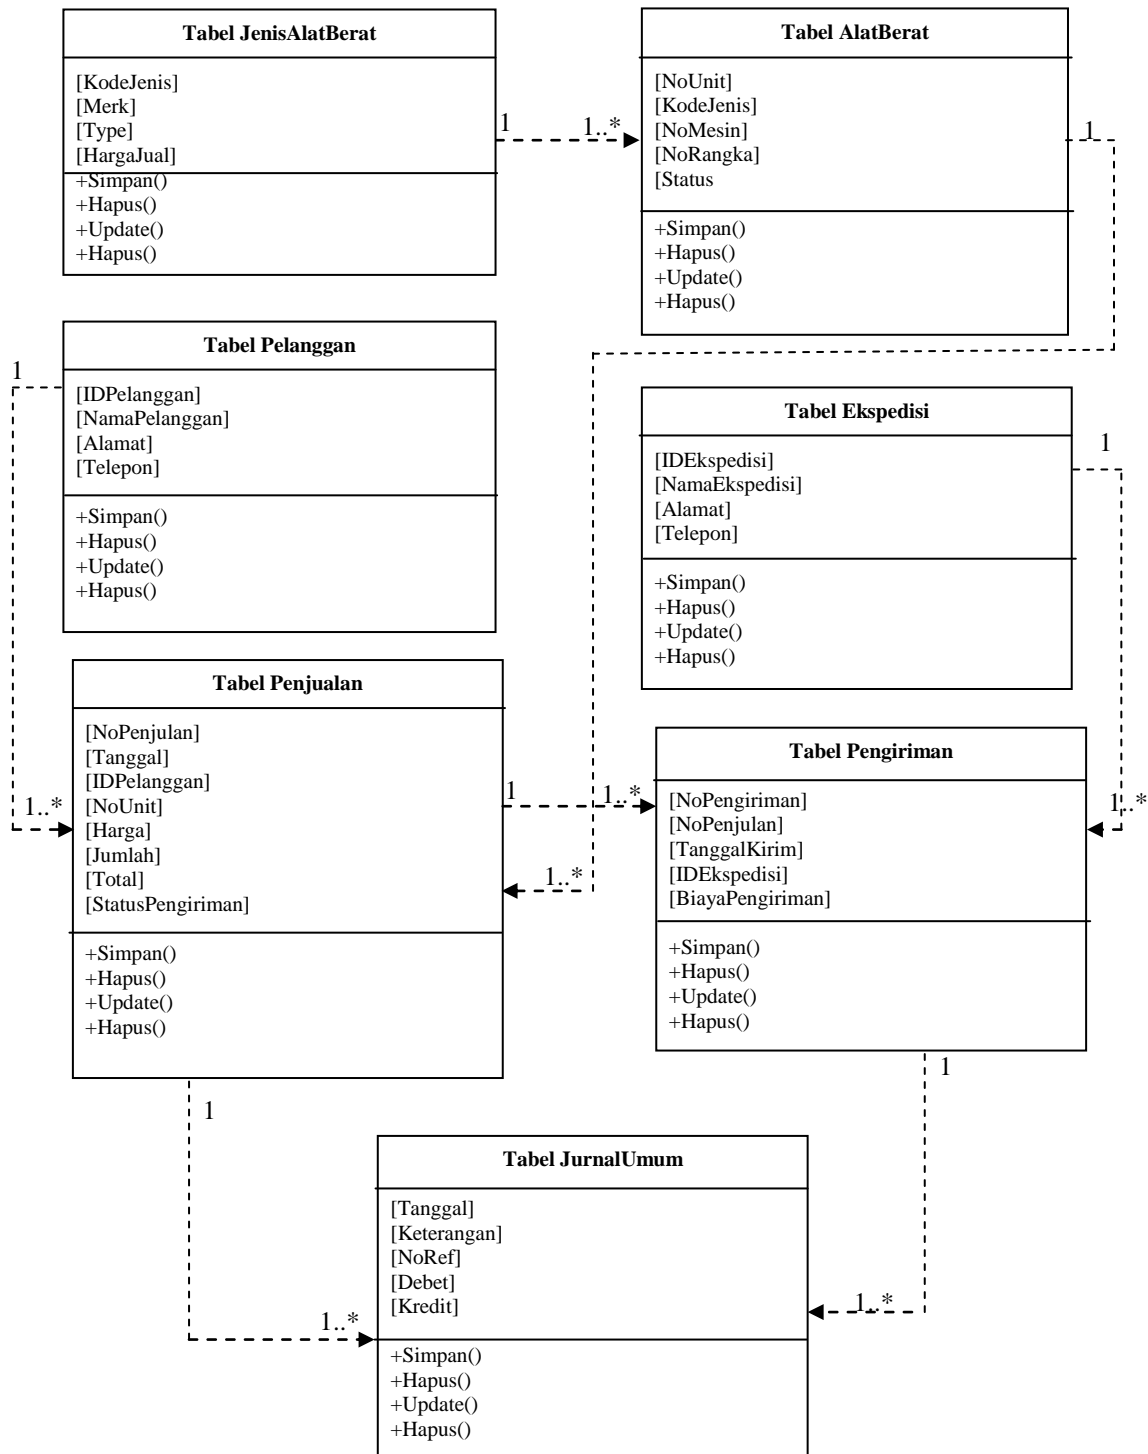 Tabel JenisAlatBerat
[KodeJenis]
[Merk]
[Type]
[HargaJual]
+Simpan()
+Hapus()
+Update()
+Hapus()
1
1..*
Tabel AlatBerat
[NoUnit]
[KodeJenis]
[NoMesin]
[NoRangka]
[Status
+Simpan()
+Hapus()
+Update()
+Hapus()
1
Tabel Pelanggan
[IDPelanggan]
[NamaPelanggan]
[Alamat]
[Telepon]
+Simpan()
+Hapus()
+Update()
+Hapus()
1
Tabel Ekspedisi
[IDEkspedisi]
[NamaEkspedisi]
[Alamat]
[Telepon]
+Simpan()
+Hapus()
+Update()
+Hapus()
1
Tabel Penjualan
[NoPenjulan]
[Tanggal]
[IDPelanggan]
[NoUnit]
[Harga]
[Jumlah]
[Total]
[StatusPengiriman]
+Simpan()
+Hapus()
+Update()
+Hapus()
1..*
1
1..*
1..*
Tabel Pengiriman
[NoPengiriman]
[NoPenjulan]
[TanggalKirim]
[IDEkspedisi]
[BiayaPengiriman]
+Simpan()
+Hapus()
+Update()
+Hapus()
1..*
1
1
Tabel JurnalUmum
[Tanggal]
[Keterangan]
[NoRef]
[Debet]
[Kredit]
+Simpan()
+Hapus()
+Update()
+Hapus()
1..*
1..*